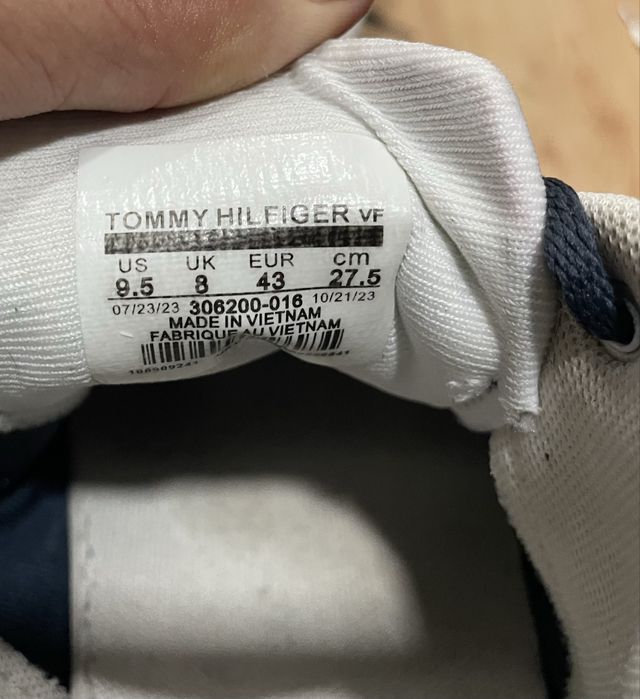 TOMMY HILFIGER VF
US UK EUR cm
9.5 8 43 27.5
07/23/23 306200-016 10/21/23
MADE IN VIETNAM
FABRIQUE AU VIETNAM